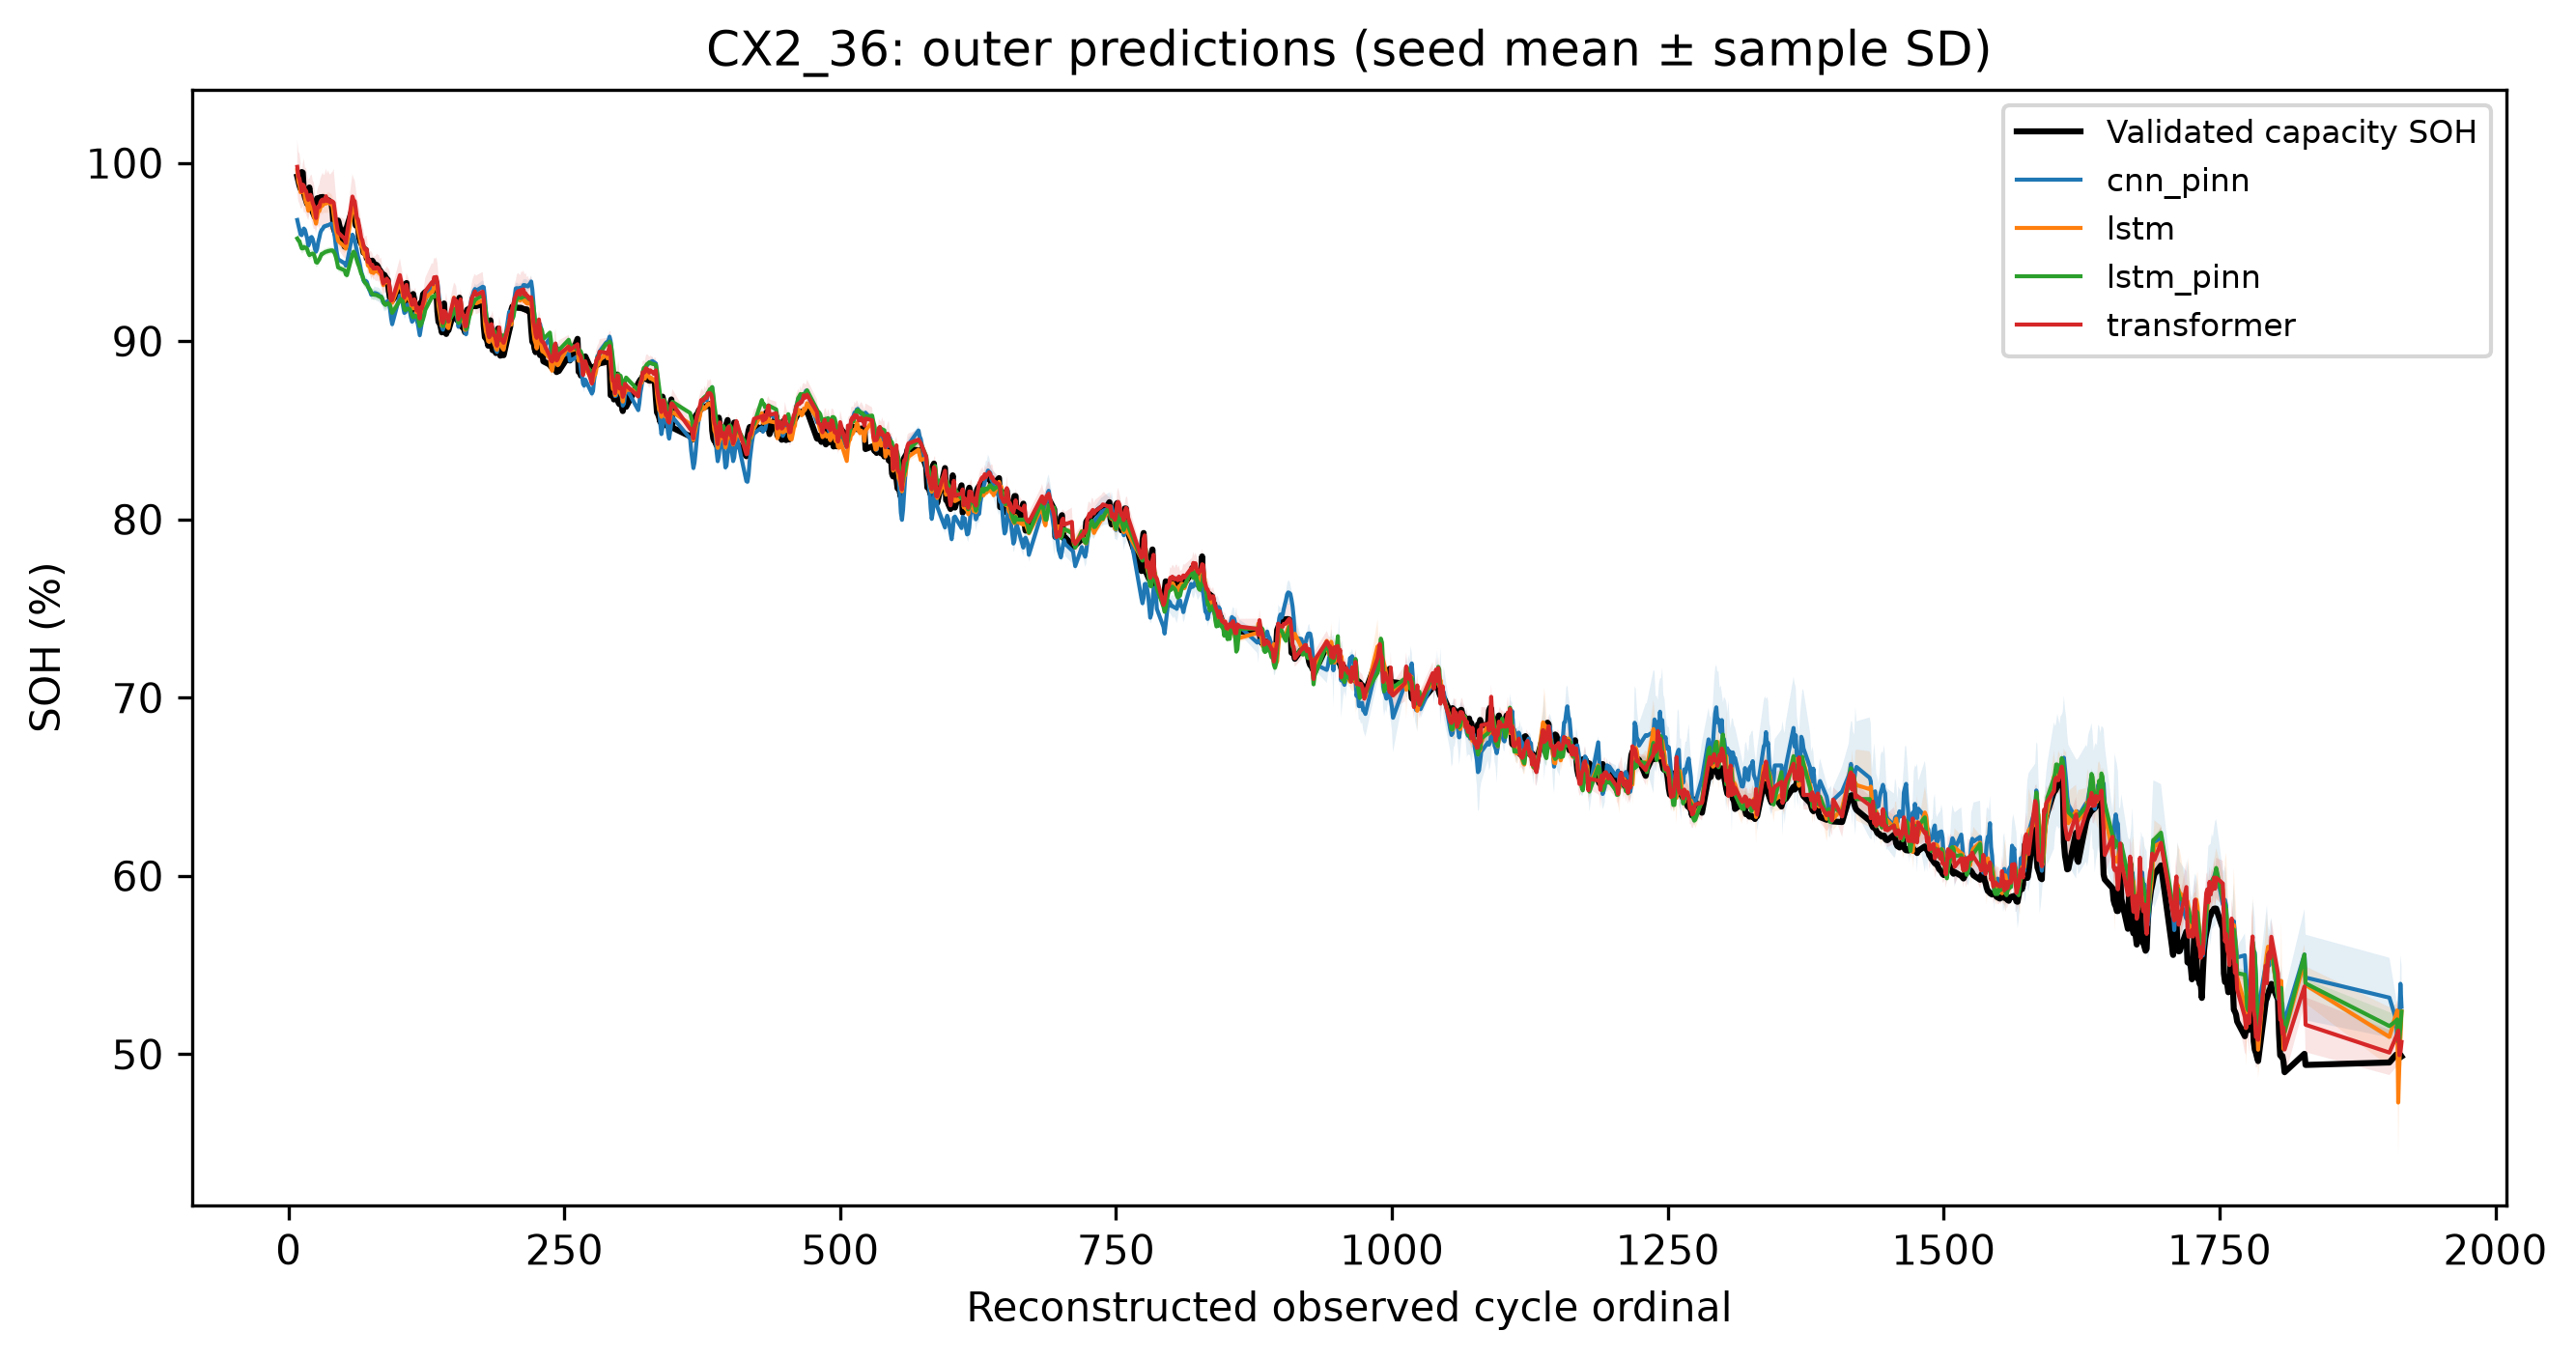 CX2_36: outer predictions (seed mean ± sample SD)
Validated capacity SOH
cnn_pinn
lstm
lstm_pinn
transformer
SOH (%)
100
90
80
70
60
50
0 250 500 750 1000 1250 1500 1750 2000
Reconstructed observed cycle ordinal